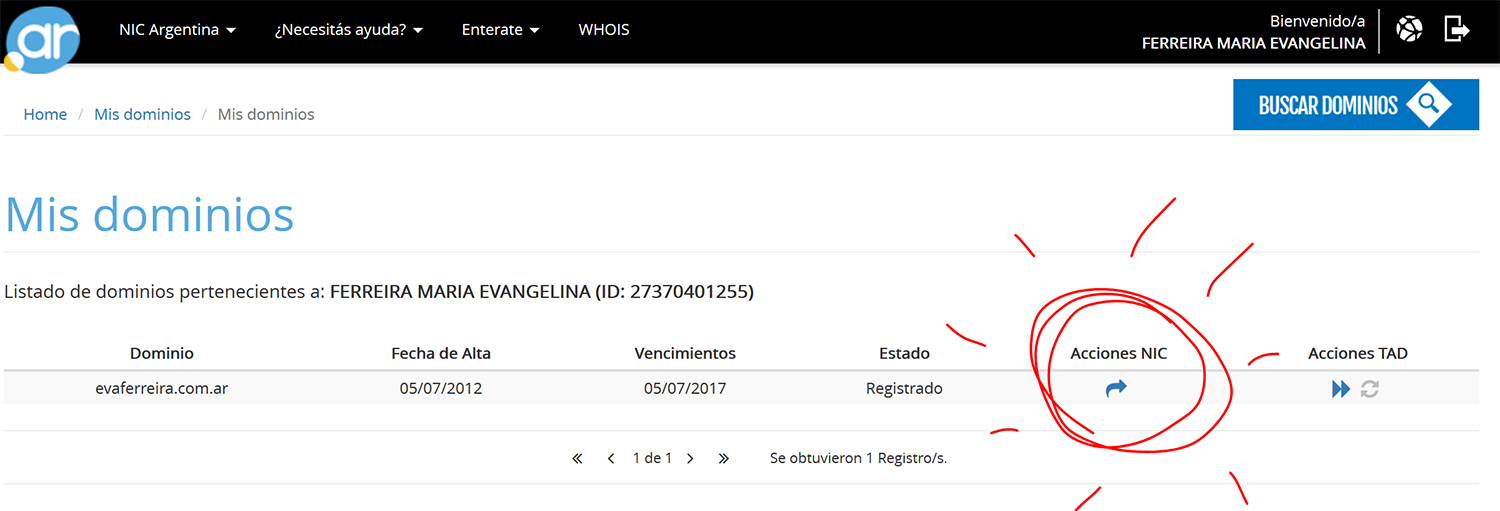 ar
NIC Argentina
¿Necesitás ayuda?
Enterate
WHOIS
Bienvenido/a
FERREIRA MARIA EVANGELINA
Home / Mis dominios / Mis dominios
BUSCAR DOMINIOS
Mis dominios
Listado de dominios pertenecientes a: FERREIRA MARIA EVANGELINA (ID: 27370401255)
Dominio Fecha de Alta Vencimientos Estado Acciones NIC Acciones TAD
evaferreira.com.ar 05/07/2012 05/07/2017 Registrado
« ‹ 1 de 1 › » Se obtuvieron 1 Registro/s.